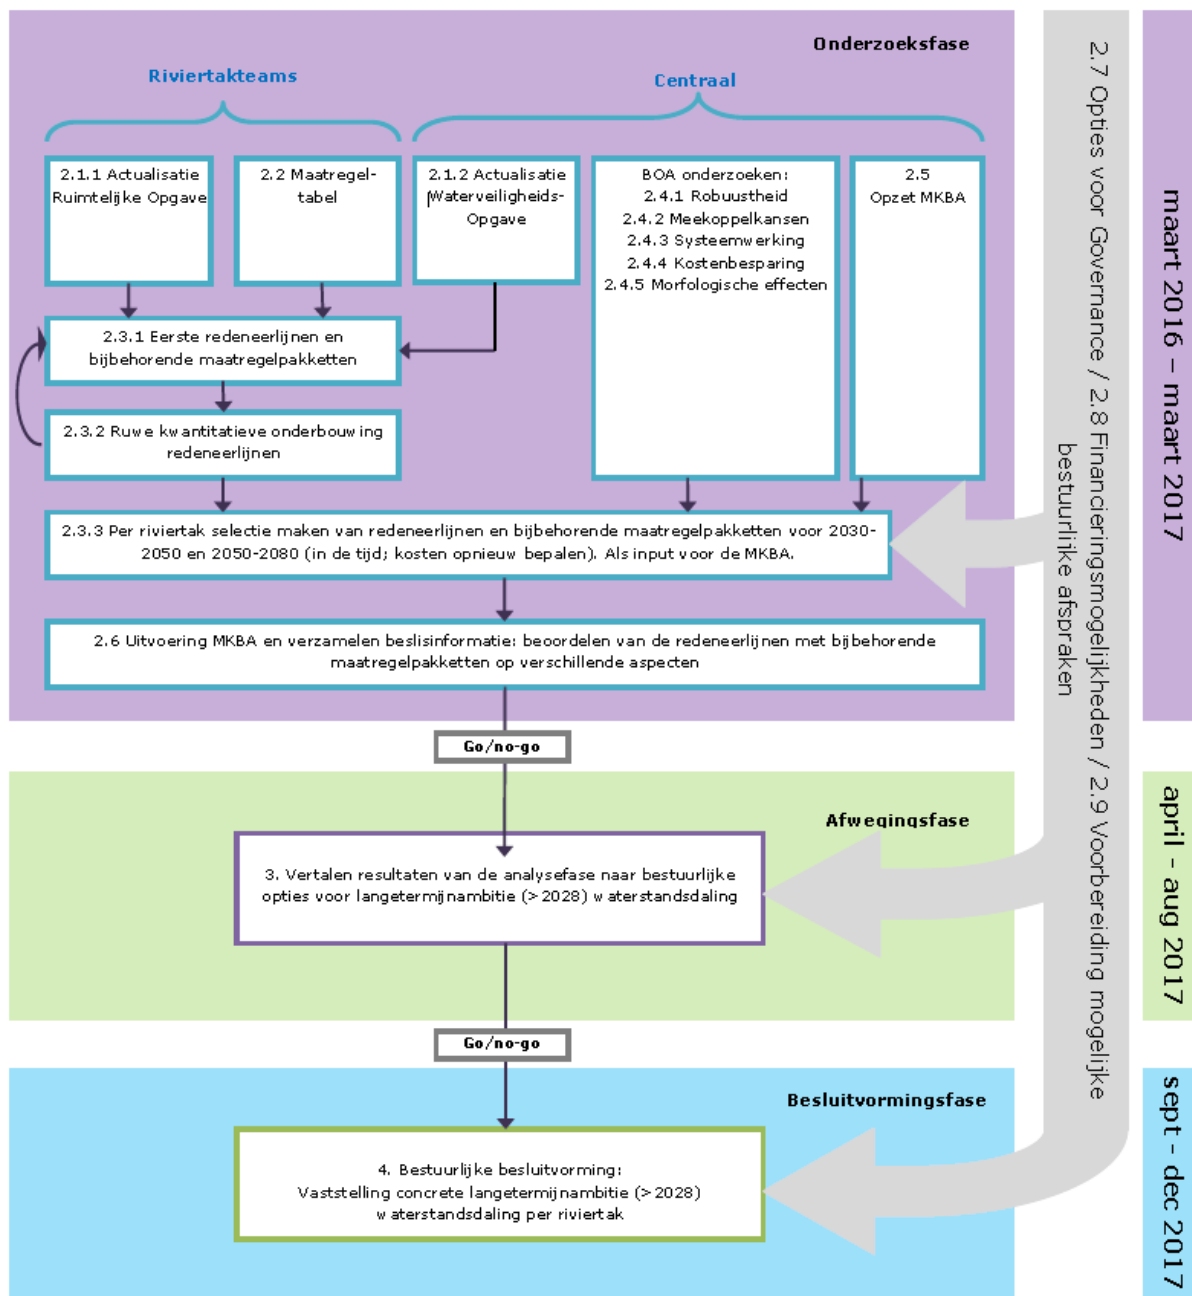 Onderzoeksfase
Riviertakteams
Centraal
2.1.1 Actualisatie
Ruimtelijke Opgave
2.2 Maatregel-
tabel
2.1.2 Actualisatie
Waterveiligheids-
Opgave
BOA onderzoeken:
2.4.1 Robuustheid
2.4.2 Meekoppelkansen
2.4.3 Systeemwerking
2.4.4 Kostenbesparing
2.4.5 Morfologische effecten
2.5
Opzet MKBA
2.3.1 Eerste redeneerlijnen en
bijbehorende maatregelpakketten
2.3.2 Ruwe kwantitatieve onderbouwing
redeneerlijnen
2.3.3 Per riviertak selectie maken van redeneerlijnen en bijbehorende maatregelpakketten voor 2030-
2050 en 2050-2080 (in de tijd; kosten opnieuw bepalen). Als input voor de MKBA.
2.6 Uitvoering MKBA en verzamelen beslisinformatie: beoordelen van de redeneerlijnen met bijbehorende
maatregelpakketten op verschillende aspecten
Go/no-go
Afwegingsfase
3. Vertalen resultaten van de analysefase naar bestuurlijke
opties voor langetermijnambitie (>2028) waterstandsdaling
Go/no-go
Besluitvormingsfase
4. Bestuurlijke besluitvorming:
Vaststelling concrete langetermijnambitie (>2028)
waterstandsdaling per riviertak
2.7 Opties voor Governance / 2.8 Financieringsmogelijkheden / 2.9 Voorbereiding mogelijke
bestuurlijke afspraken
maart 2016 – maart 2017
april - aug 2017
sept - dec 2017